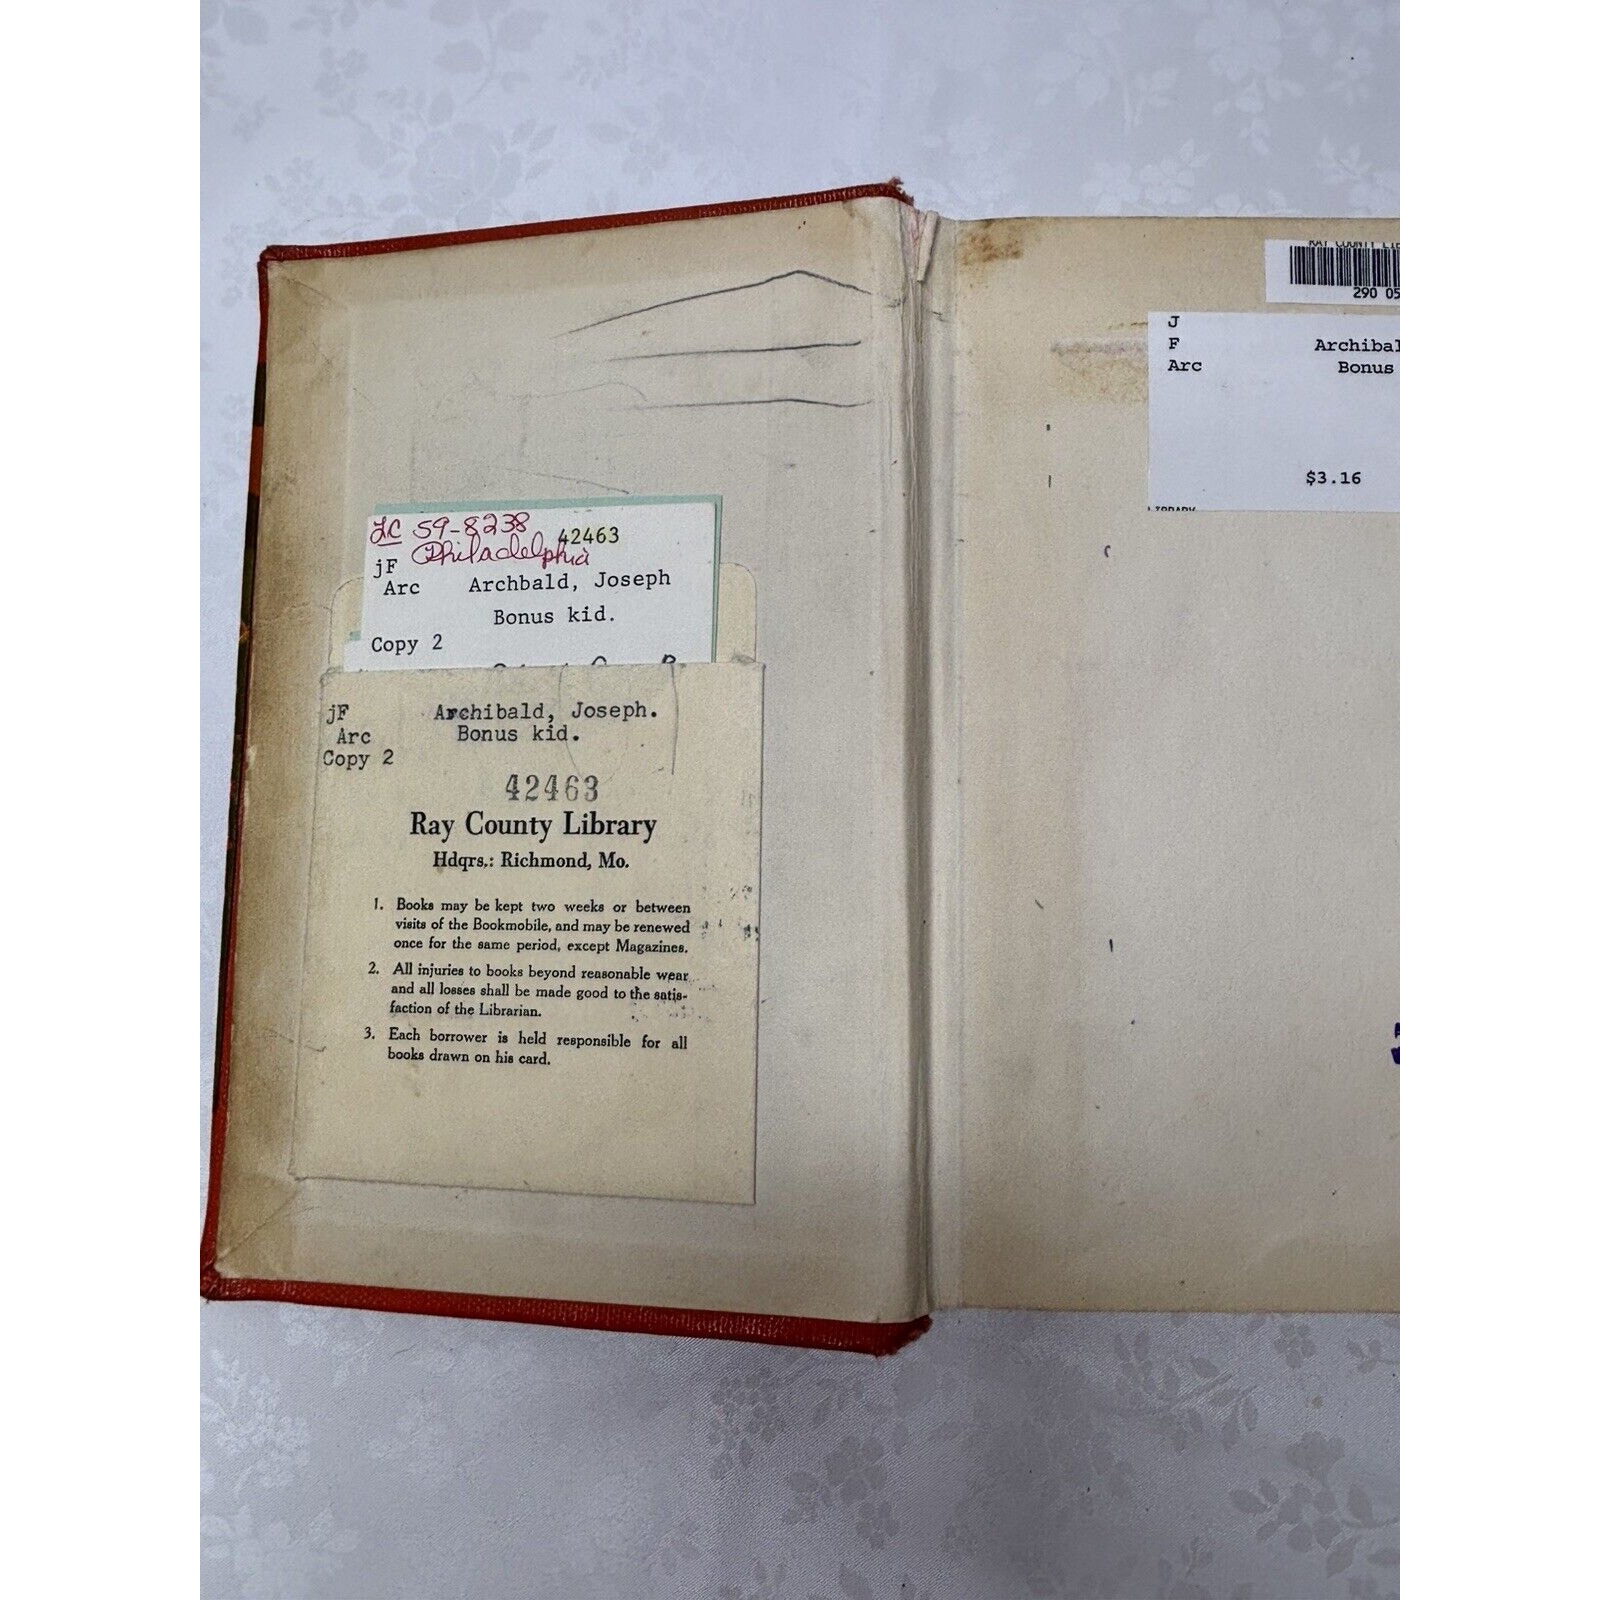 LC 59-8238
Philadelphia
42463
jF
Arc
Archbald, Joseph
Bonus kid.
Copy 2
jF
Arc
Copy 2
Archibald, Joseph.
Bonus kid.
42463
Ray County Library
Hdqrs.: Richmond, Mo.
1. Books may be kept two weeks or between
visits of the Bookmobile, and may be renewed
once for the same period, except Magazines.
2. All injuries to books beyond reasonable wear
and all losses shall be made good to the satis-
faction of the Librarian.
3. Each borrower is held responsible for all
books drawn on his card.
RAY COUNTY LIB
290 05
J
F
Arc
Archibal
Bonus
$3.16
LIBRARY